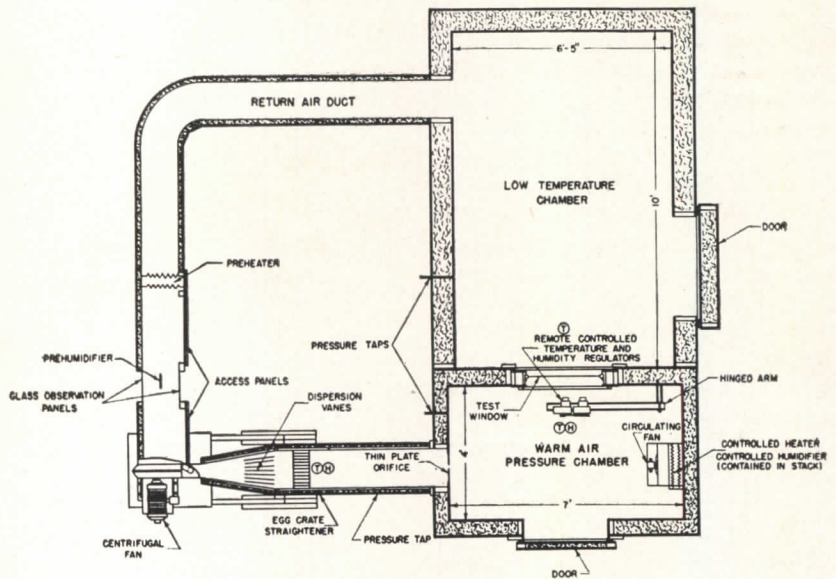 6'-5"
RETURN AIR DUCT
LOW TEMPERATURE
CHAMBER
10'
DOOR
PREHEATER
PREHUMIDIFIER
GLASS OBSERVATION
PANELS
ACCESS PANELS
PRESSURE TAPS
DISPERSION
VANES
T
REMOTE CONTROLLED
TEMPERATURE AND
HUMIDITY REGULATORS
HINGED ARM
TEST
WINDOW
T H
CIRCULATING
FAN
WARM AIR
PRESSURE CHAMBER
CONTROLLED HEATER
CONTROLLED HUMIDIFIER
(CONTAINED IN STACK)
THIN PLATE
ORIFICE
T H
7'
EGG CRATE
STRAIGHTENER
PRESSURE TAP
CENTRIFUGAL
FAN
DOOR